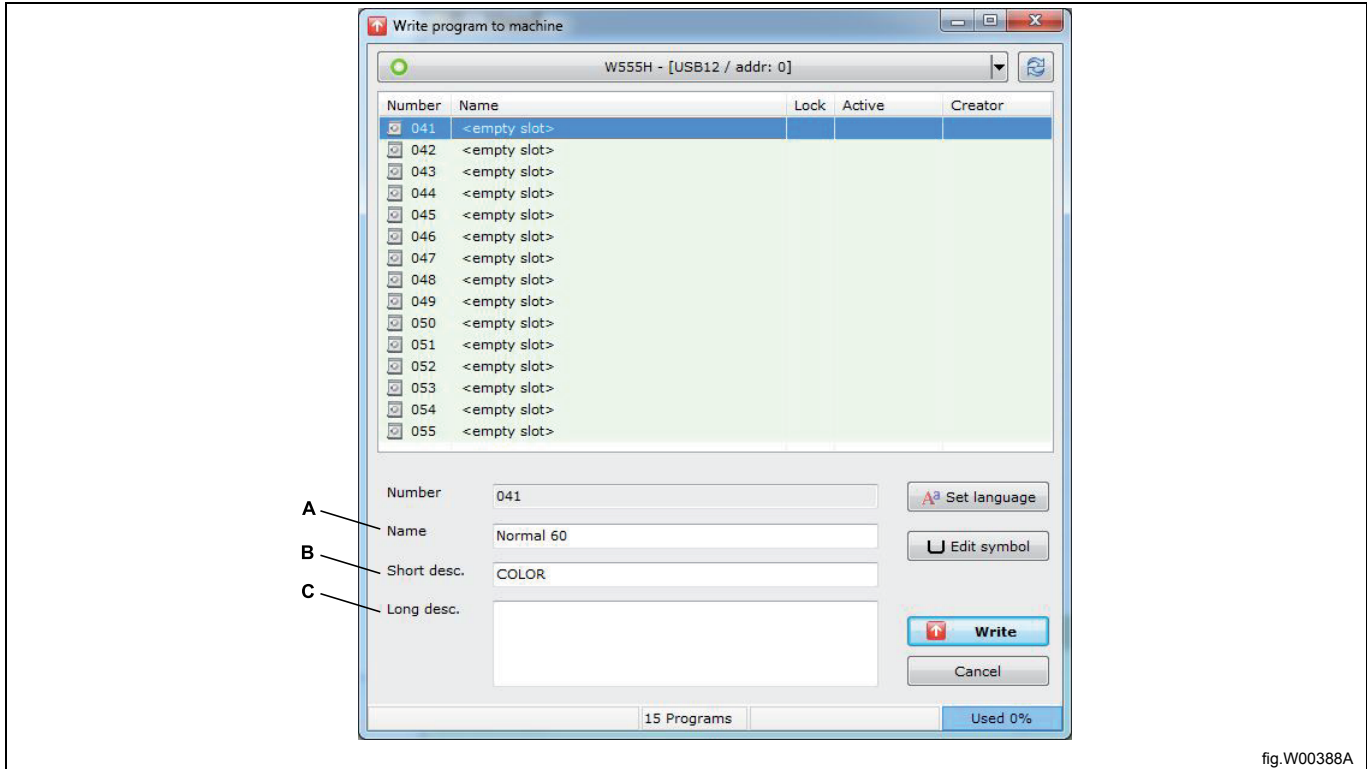 Write program to machine
W555H - [USB12 / addr: 0]
Number Name Lock Active Creator
041 <empty slot>
042 <empty slot>
043 <empty slot>
044 <empty slot>
045 <empty slot>
046 <empty slot>
047 <empty slot>
048 <empty slot>
049 <empty slot>
050 <empty slot>
051 <empty slot>
052 <empty slot>
053 <empty slot>
054 <empty slot>
055 <empty slot>
Number 041 Aa Set language
A Name Normal 60
Edit symbol
B Short desc. COLOR
C Long desc.
Write
Cancel
15 Programs Used 0%
fig.W00388A